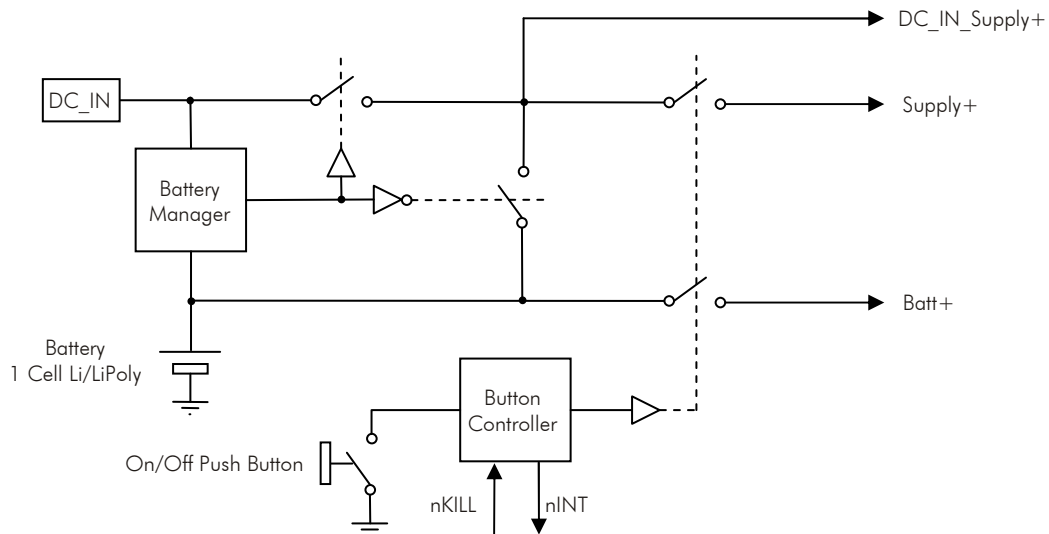 DC_IN_Supply+
DC_IN
Supply+
Battery
Manager
Batt+
Battery
1 Cell Li/LiPoly
Button
Controller
On/Off Push Button
nKILL
nINT